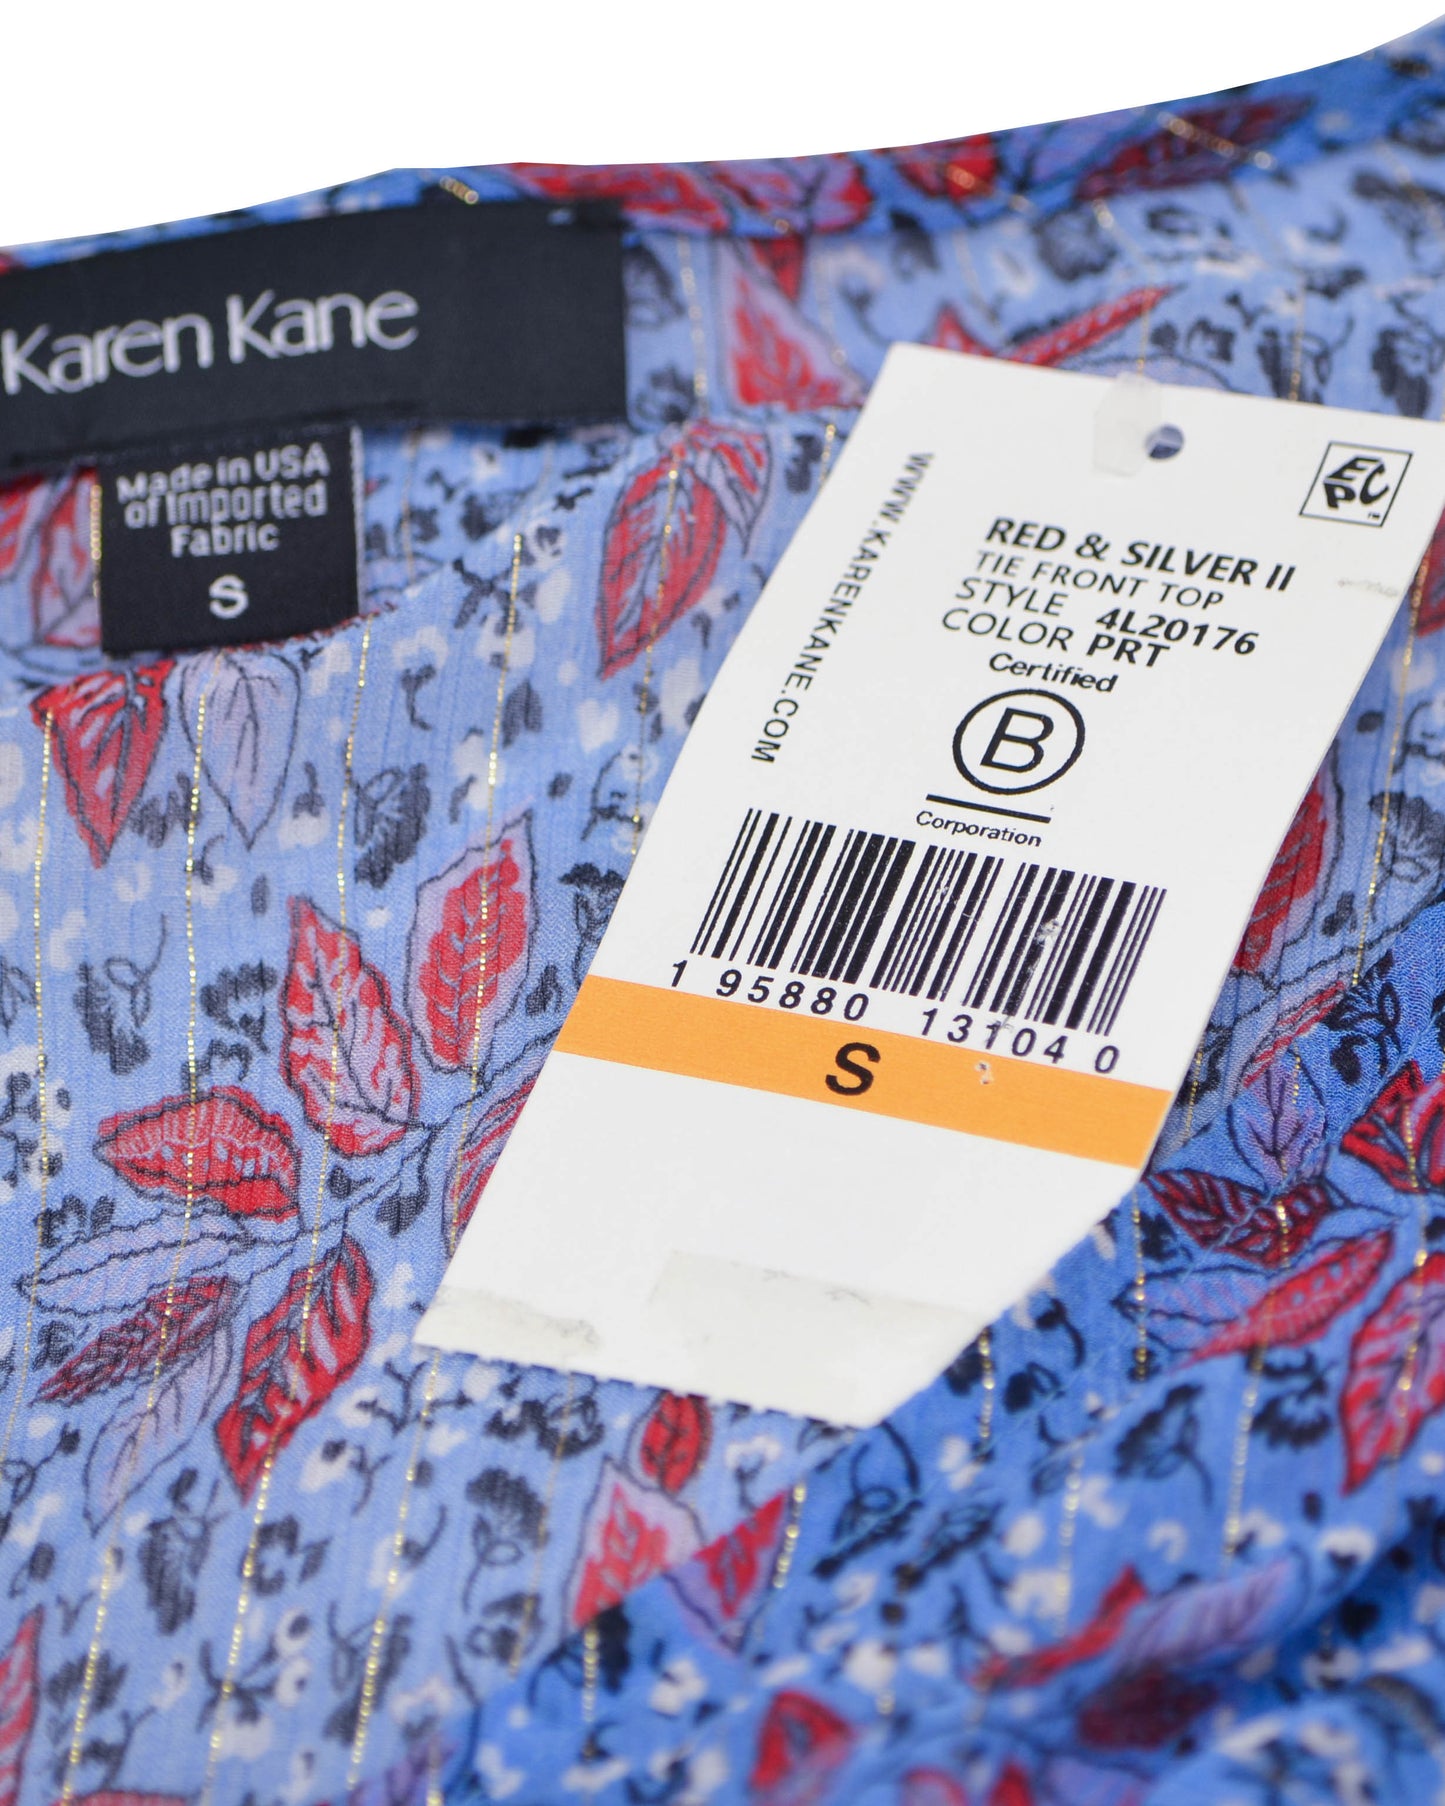 Karen Kane
Made in USA
of Imported
Fabric
S
WWW.KARENKANE.COM
EPC
RED & SILVER II
TIE FRONT TOP
STYLE 4L20176
COLOR PRT
Certified
B
Corporation
1 95880 13104 0
S